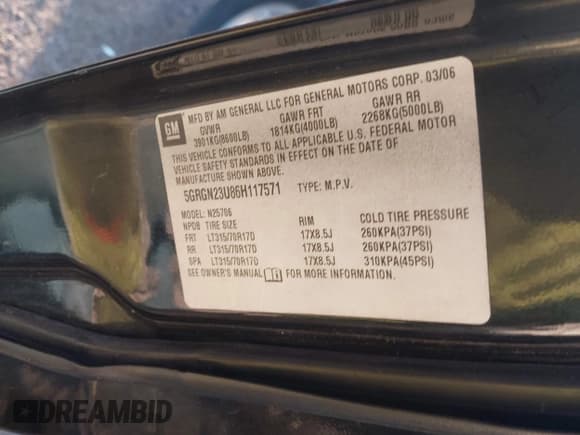 GM
MFD BY AM GENERAL LLC FOR GENERAL MOTORS CORP. 03/06
GVWR GAWR FRT GAWR RR
3901KG(8600LB) 1814KG(4000LB) 2268KG(5000LB)
THIS VEHICLE CONFORMS TO ALL APPLICABLE U.S. FEDERAL MOTOR
VEHICLE SAFETY STANDARDS IN EFFECT ON THE DATE OF
MANUFACTURE SHOWN ABOVE.
5GRGN23U86H117571 TYPE: M.P.V.
MODEL: N25706
NPDB TIRE SIZE RIM COLD TIRE PRESSURE
FRT LT315/70R17D 17X8.5J 260KPA(37PSI)
RR LT315/70R17D 17X8.5J 260KPA(37PSI)
SPA LT315/70R17D 17X8.5J 310KPA(45PSI)
SEE OWNER'S MANUAL FOR MORE INFORMATION.
DREAMBID